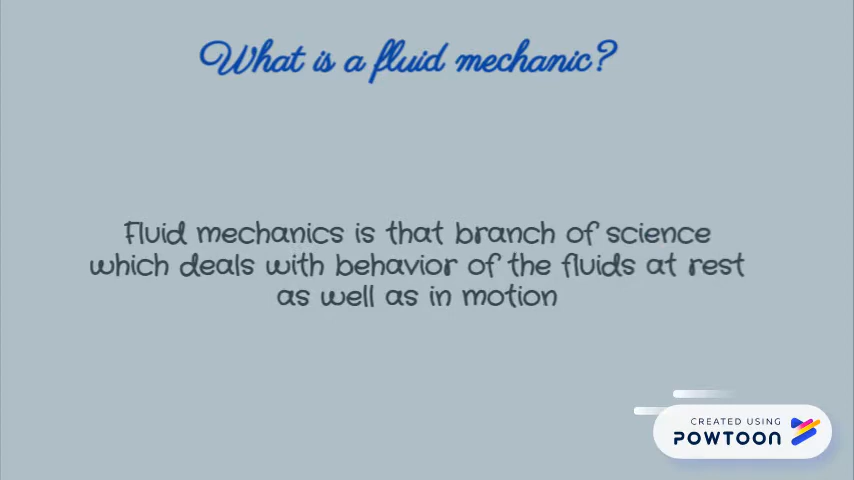 What is a fluid mechanic?
Fluid mechanics is that branch of science
which deals with behavior of the fluids at rest
as well as in motion
CREATED USING
POWTOON